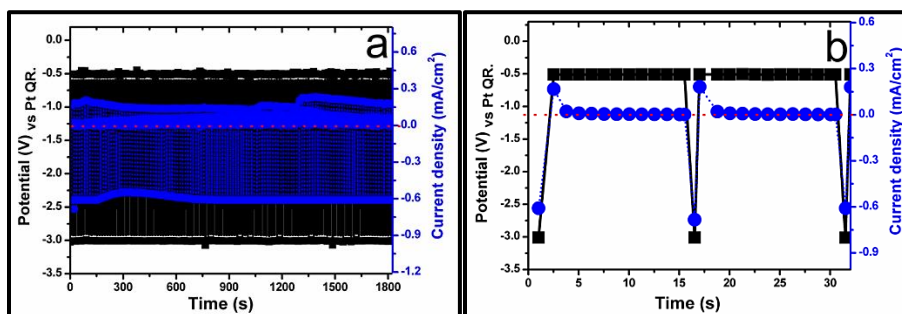 a
0.0
-0.5
-1.0
-1.5
-2.0
-2.5
-3.0
-3.5
Potential (V) vs Pt QR.
0.6
0.3
0.0
-0.3
-0.6
-0.9
-1.2
Current density (mA/cm²)
0 300 600 900 1200 1500 1800
Time (s)
b
0.0
-0.5
-1.0
-1.5
-2.0
-2.5
-3.0
-3.5
Potential (V) vs Pt QR.
0.6
0.3
0.0
-0.3
-0.6
-0.9
Current density (mA/cm²)
0 5 10 15 20 25 30
Time (s)